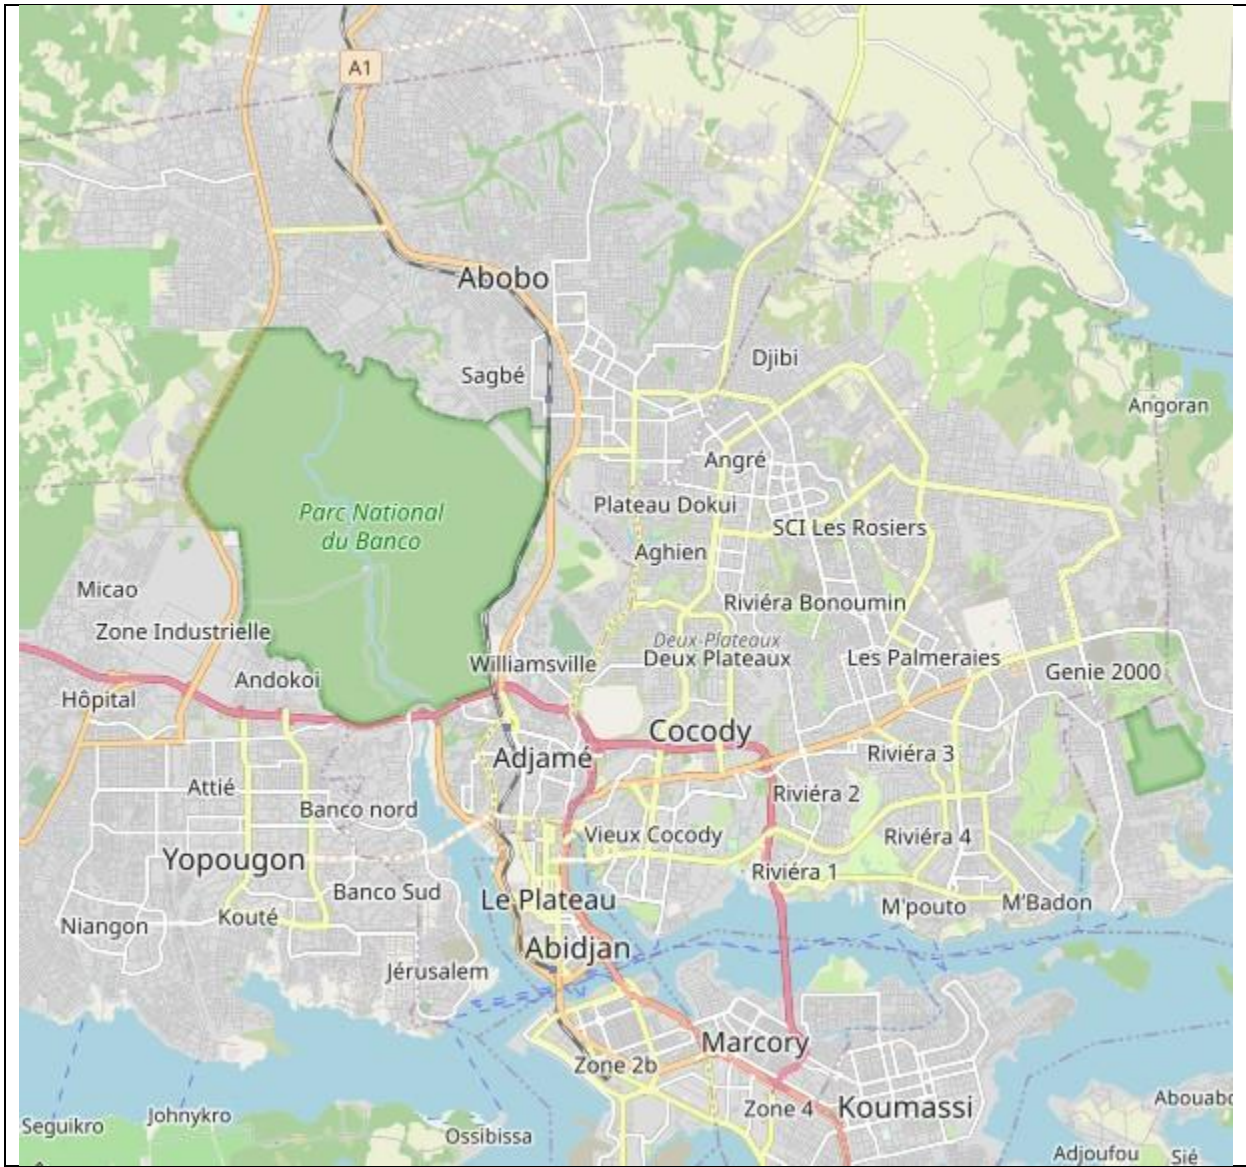 A1
Abobo
Djibi
Sagbé
Angoran
Angré
Plateau Dokui
Parc National
du Banco
SCI Les Rosiers
Aghien
Micao
Riviéra Bonoumin
Zone Industrielle
Deux-Plateaux
Deux Plateaux
Les Palmeraies
Williamsville
Genie 2000
Andokoi
Hôpital
Cocody
Adjamé
Riviéra 3
Attié
Riviéra 2
Banco nord
Vieux Cocody
Riviéra 4
Yopougon
Riviéra 1
Banco Sud
Le Plateau
M'pouto
M'Badon
Kouté
Niangon
Abidjan
Jérusalem
Marcory
Zone 2b
Abouabo
Zone 4
Koumassi
Johnykro
Seguikro
Ossibissa
Adjoufou
Sié